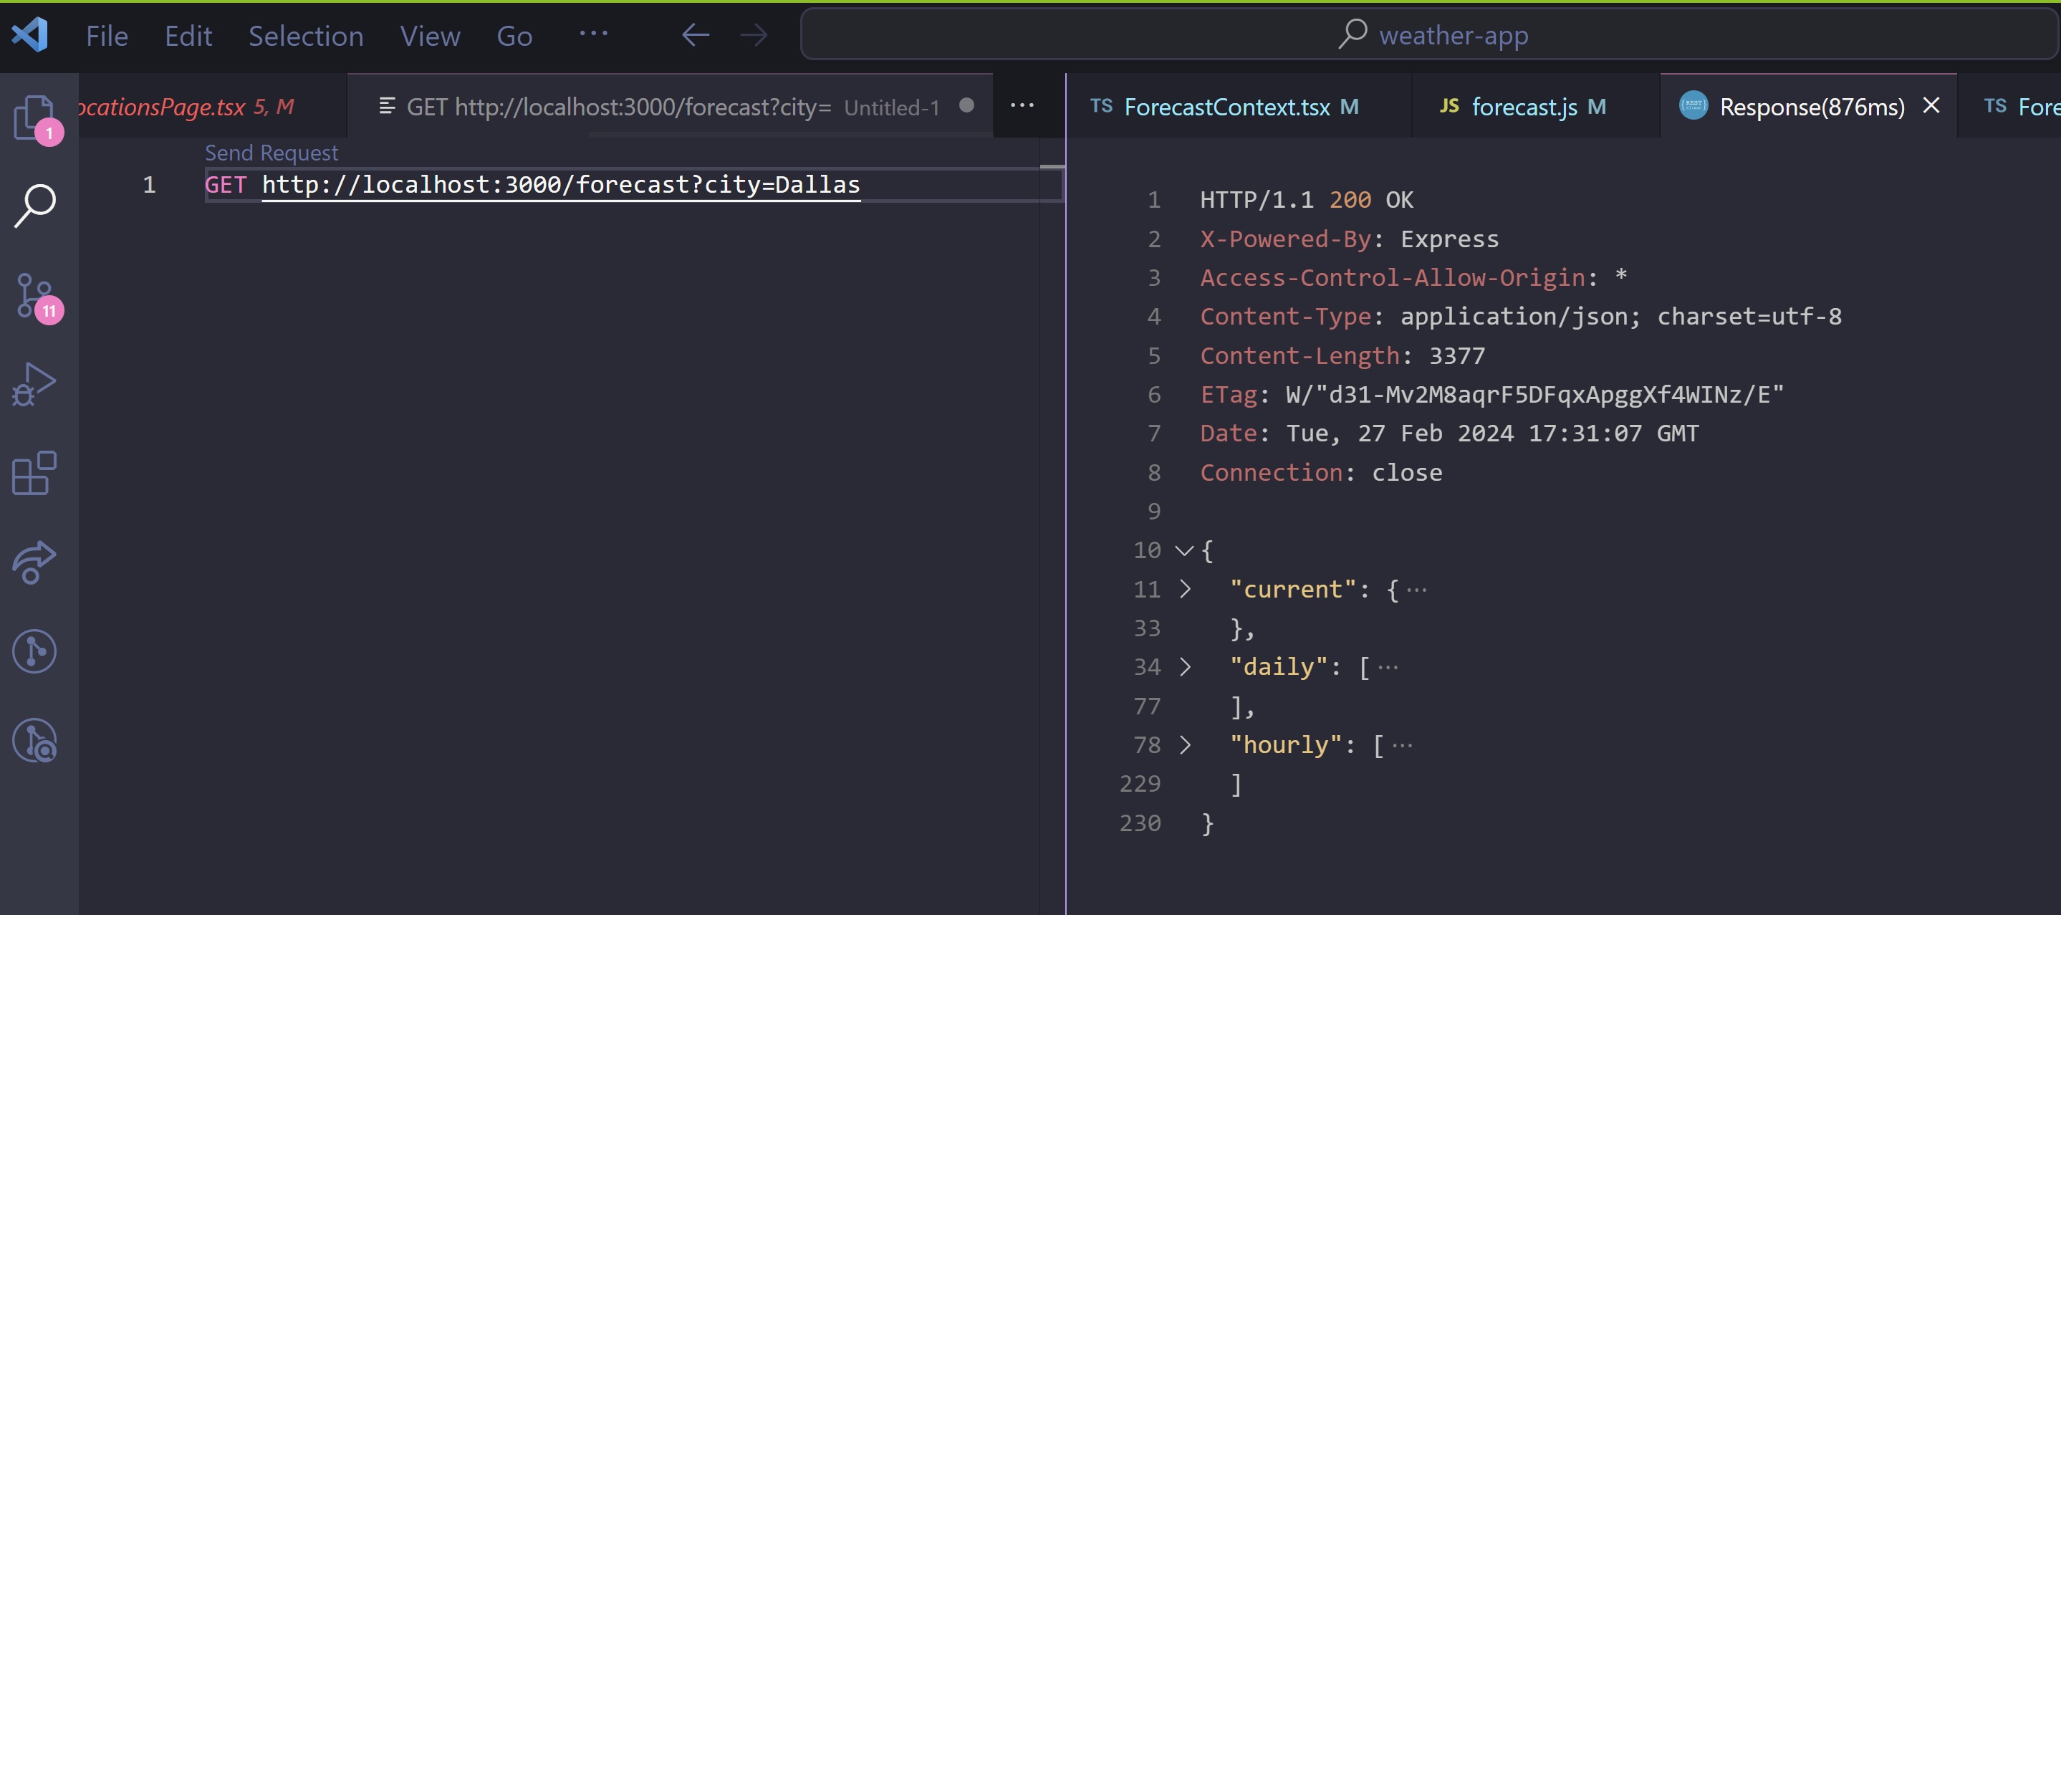 File Edit Selection View Go ··· weather-app
ocationsPage.tsx 5, M
GET http://localhost:3000/forecast?city= Untitled-1 ···
TS ForecastContext.tsx M
JS forecast.js M
Response(876ms)
TS Fore
1
11
Send Request
1 GET http://localhost:3000/forecast?city=Dallas
1 HTTP/1.1 200 OK
2 X-Powered-By: Express
3 Access-Control-Allow-Origin: *
4 Content-Type: application/json; charset=utf-8
5 Content-Length: 3377
6 ETag: W/"d31-Mv2M8aqrF5DFqxApggXf4WINz/E"
7 Date: Tue, 27 Feb 2024 17:31:07 GMT
8 Connection: close
9
10 {
11 "current": { ···
33 },
34 "daily": [ ···
77 ],
78 "hourly": [ ···
229 ]
230 }